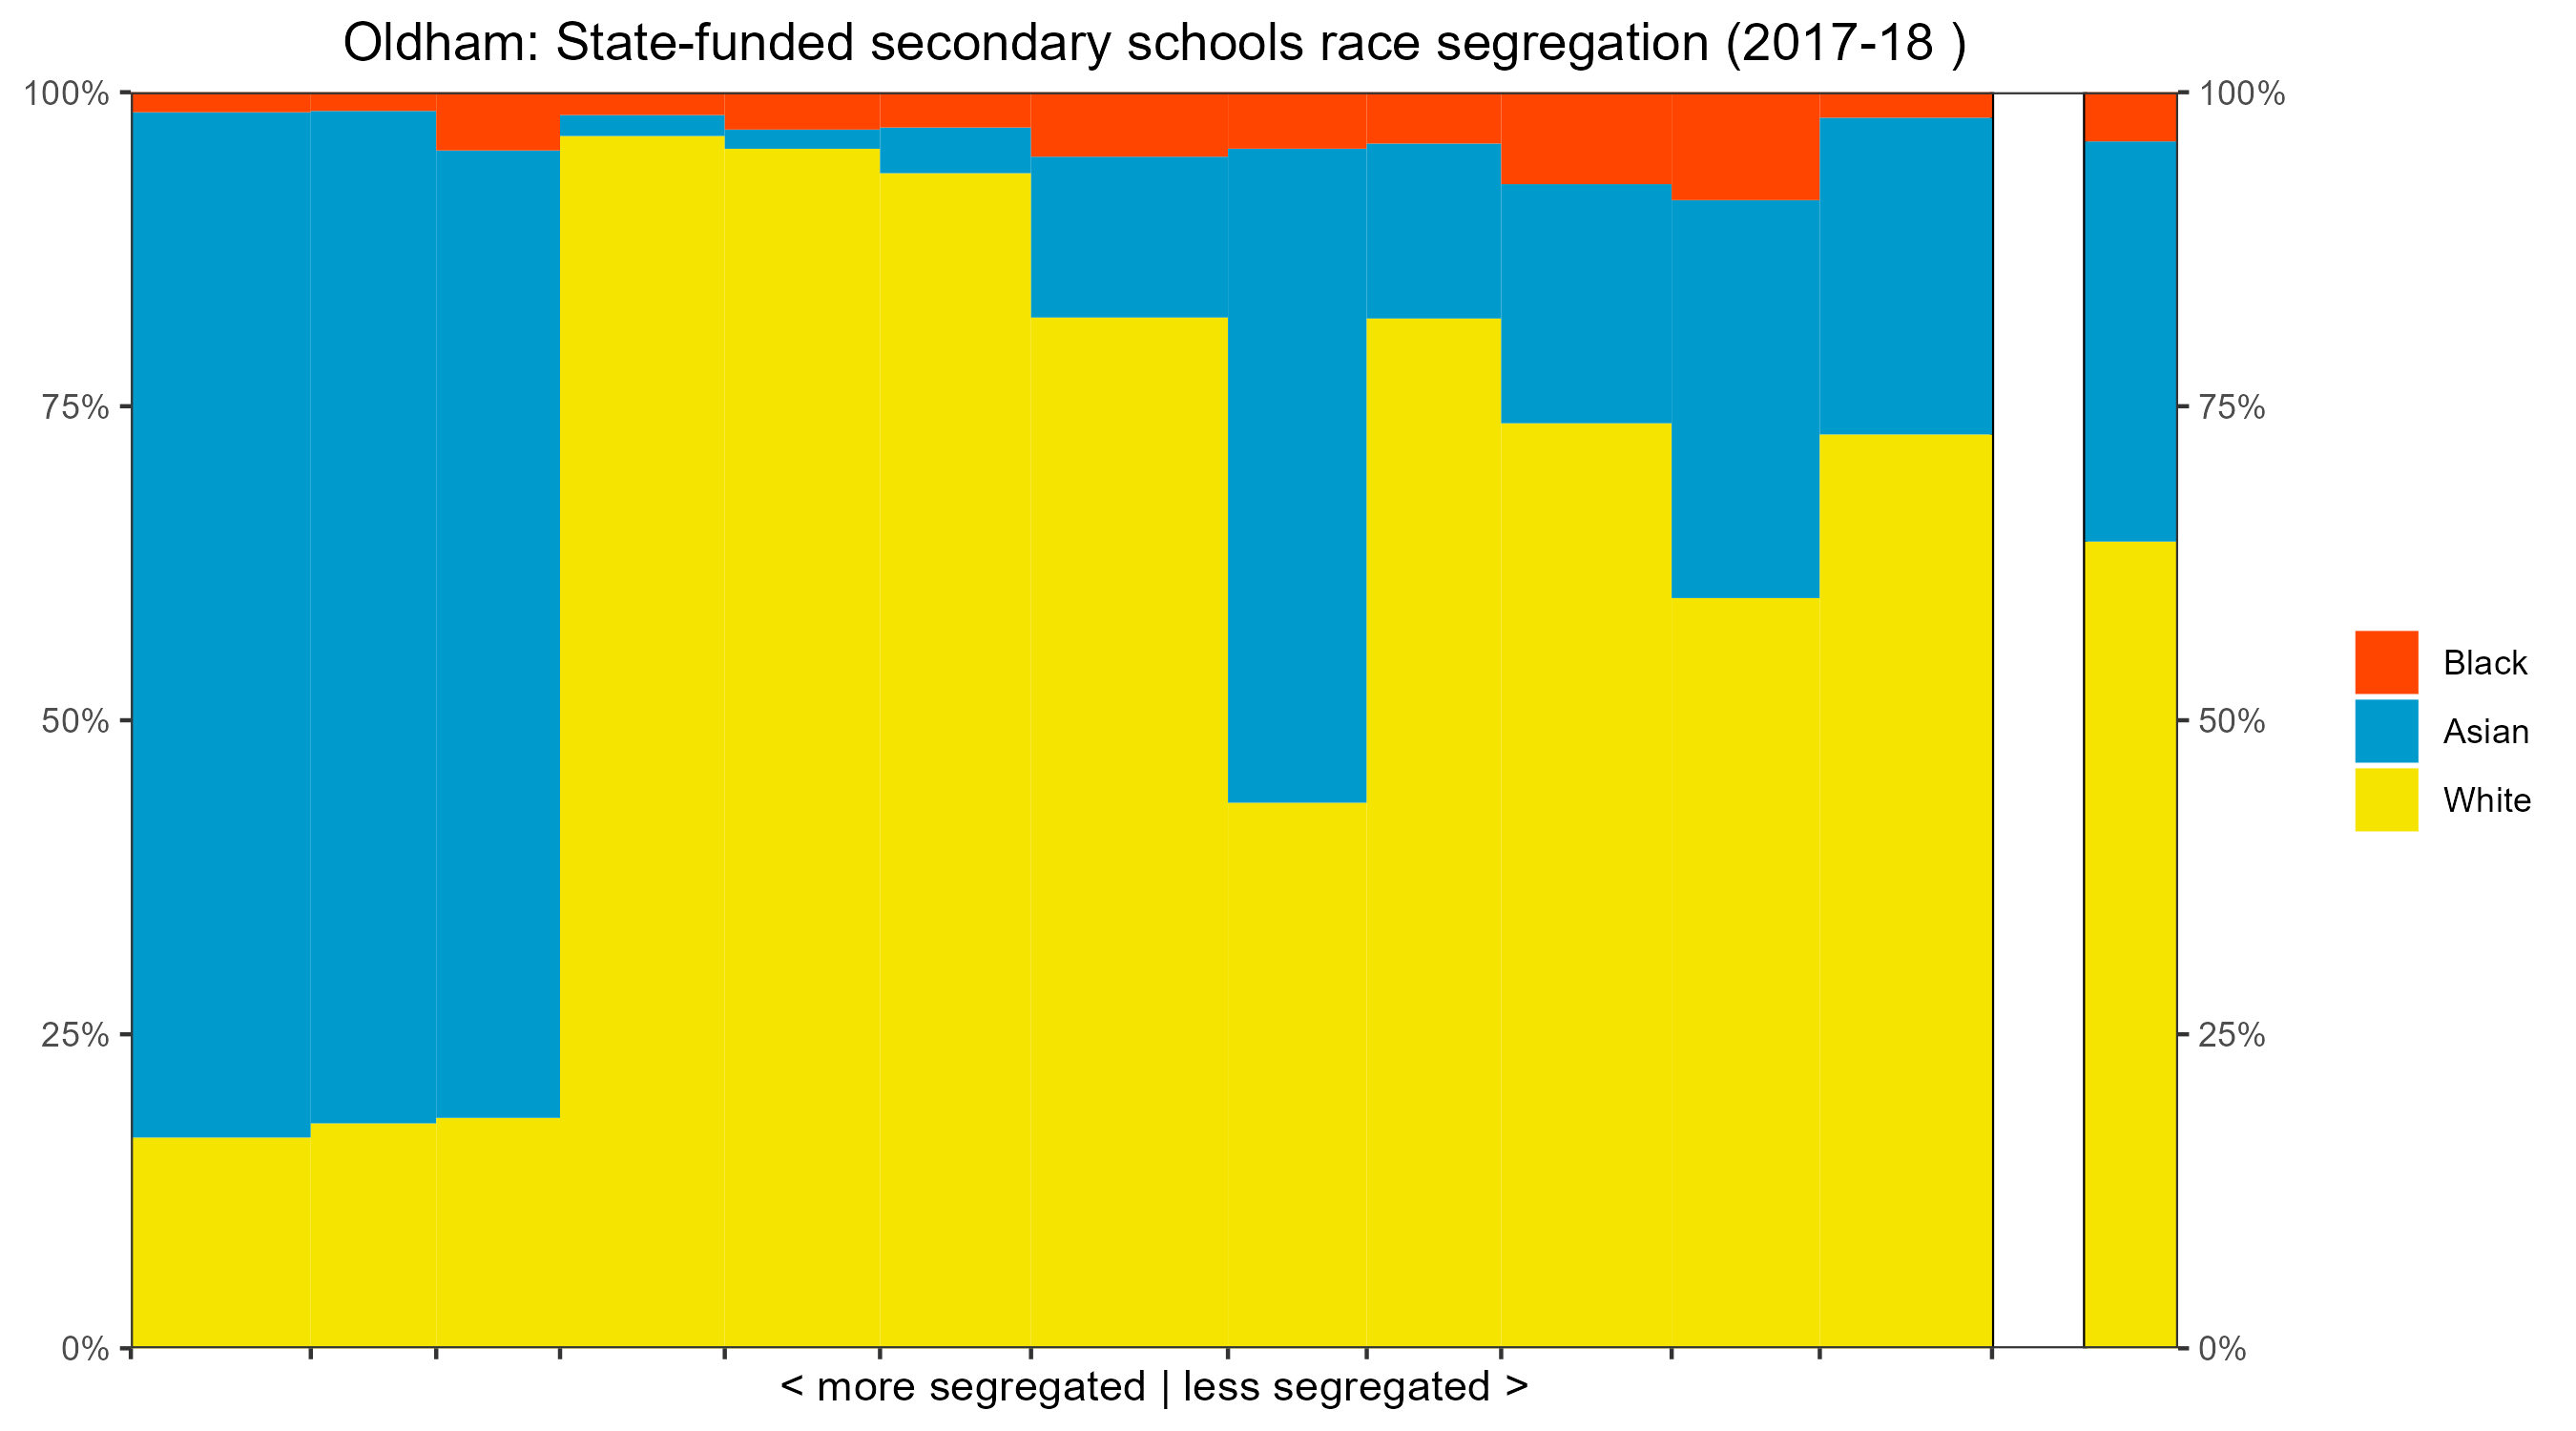 Oldham: State-funded secondary schools race segregation (2017-18 )
100%
75%
50%
25%
0%
100%
75%
50%
25%
0%
< more segregated | less segregated >
Black
Asian
White